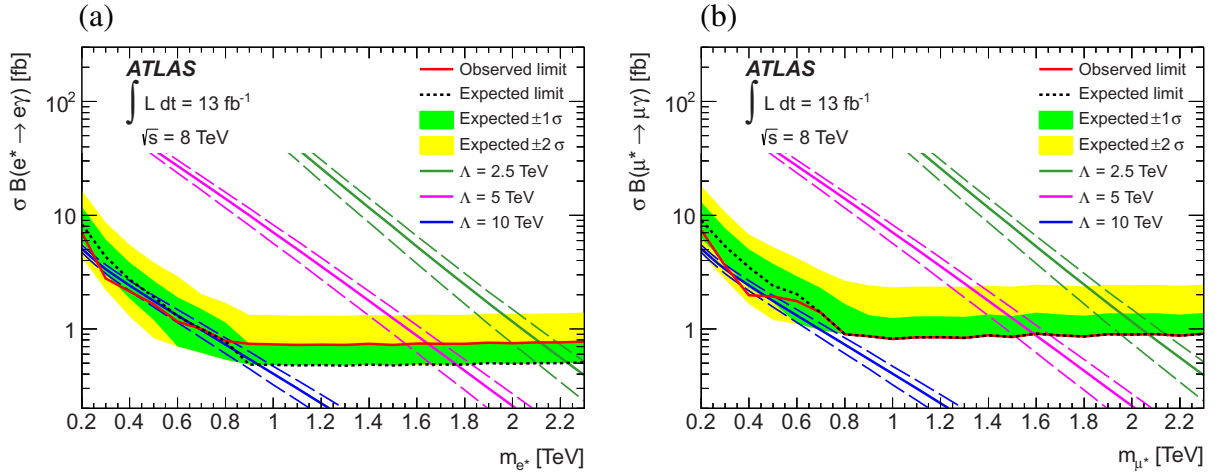 (a)
σ B(e* → eγ) [fb]
10²
10
1
ATLAS
∫ L dt = 13 fb⁻¹
√s = 8 TeV
Observed limit
Expected limit
Expected ±1σ
Expected ±2 σ
Λ = 2.5 TeV
Λ = 5 TeV
Λ = 10 TeV
0.2 0.4 0.6 0.8 1 1.2 1.4 1.6 1.8 2 2.2
m_e* [TeV]
(b)
σ B(μ* → μγ) [fb]
10²
10
1
ATLAS
∫ L dt = 13 fb⁻¹
√s = 8 TeV
Observed limit
Expected limit
Expected ±1σ
Expected ±2 σ
Λ = 2.5 TeV
Λ = 5 TeV
Λ = 10 TeV
0.2 0.4 0.6 0.8 1 1.2 1.4 1.6 1.8 2 2.2
m_μ* [TeV]